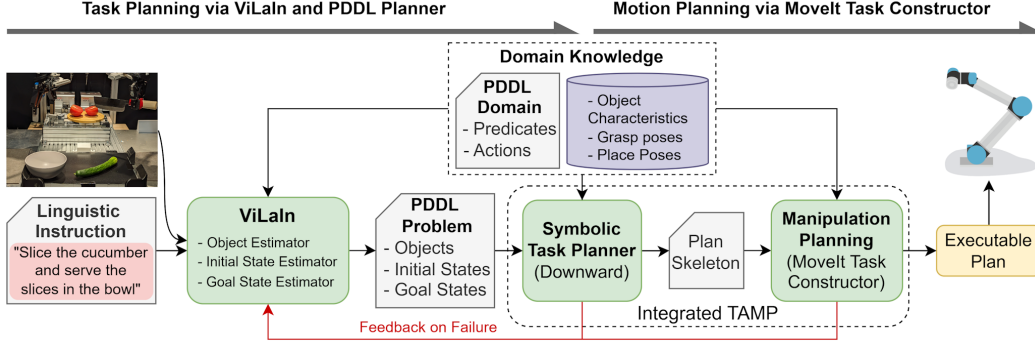 Task Planning via ViLaIn and PDDL Planner
Motion Planning via MoveIt Task Constructor
Domain Knowledge
PDDL
Domain
- Predicates
- Actions
- Object
Characteristics
- Grasp poses
- Place Poses
Linguistic
Instruction
"Slice the cucumber
and serve the
slices in the bowl"
ViLaIn
- Object Estimator
- Initial State Estimator
- Goal State Estimator
PDDL
Problem
- Objects
- Initial States
- Goal States
Symbolic
Task Planner
(Downward)
Plan
Skeleton
Manipulation
Planning
(MoveIt Task
Constructor)
Integrated TAMP
Executable
Plan
Feedback on Failure